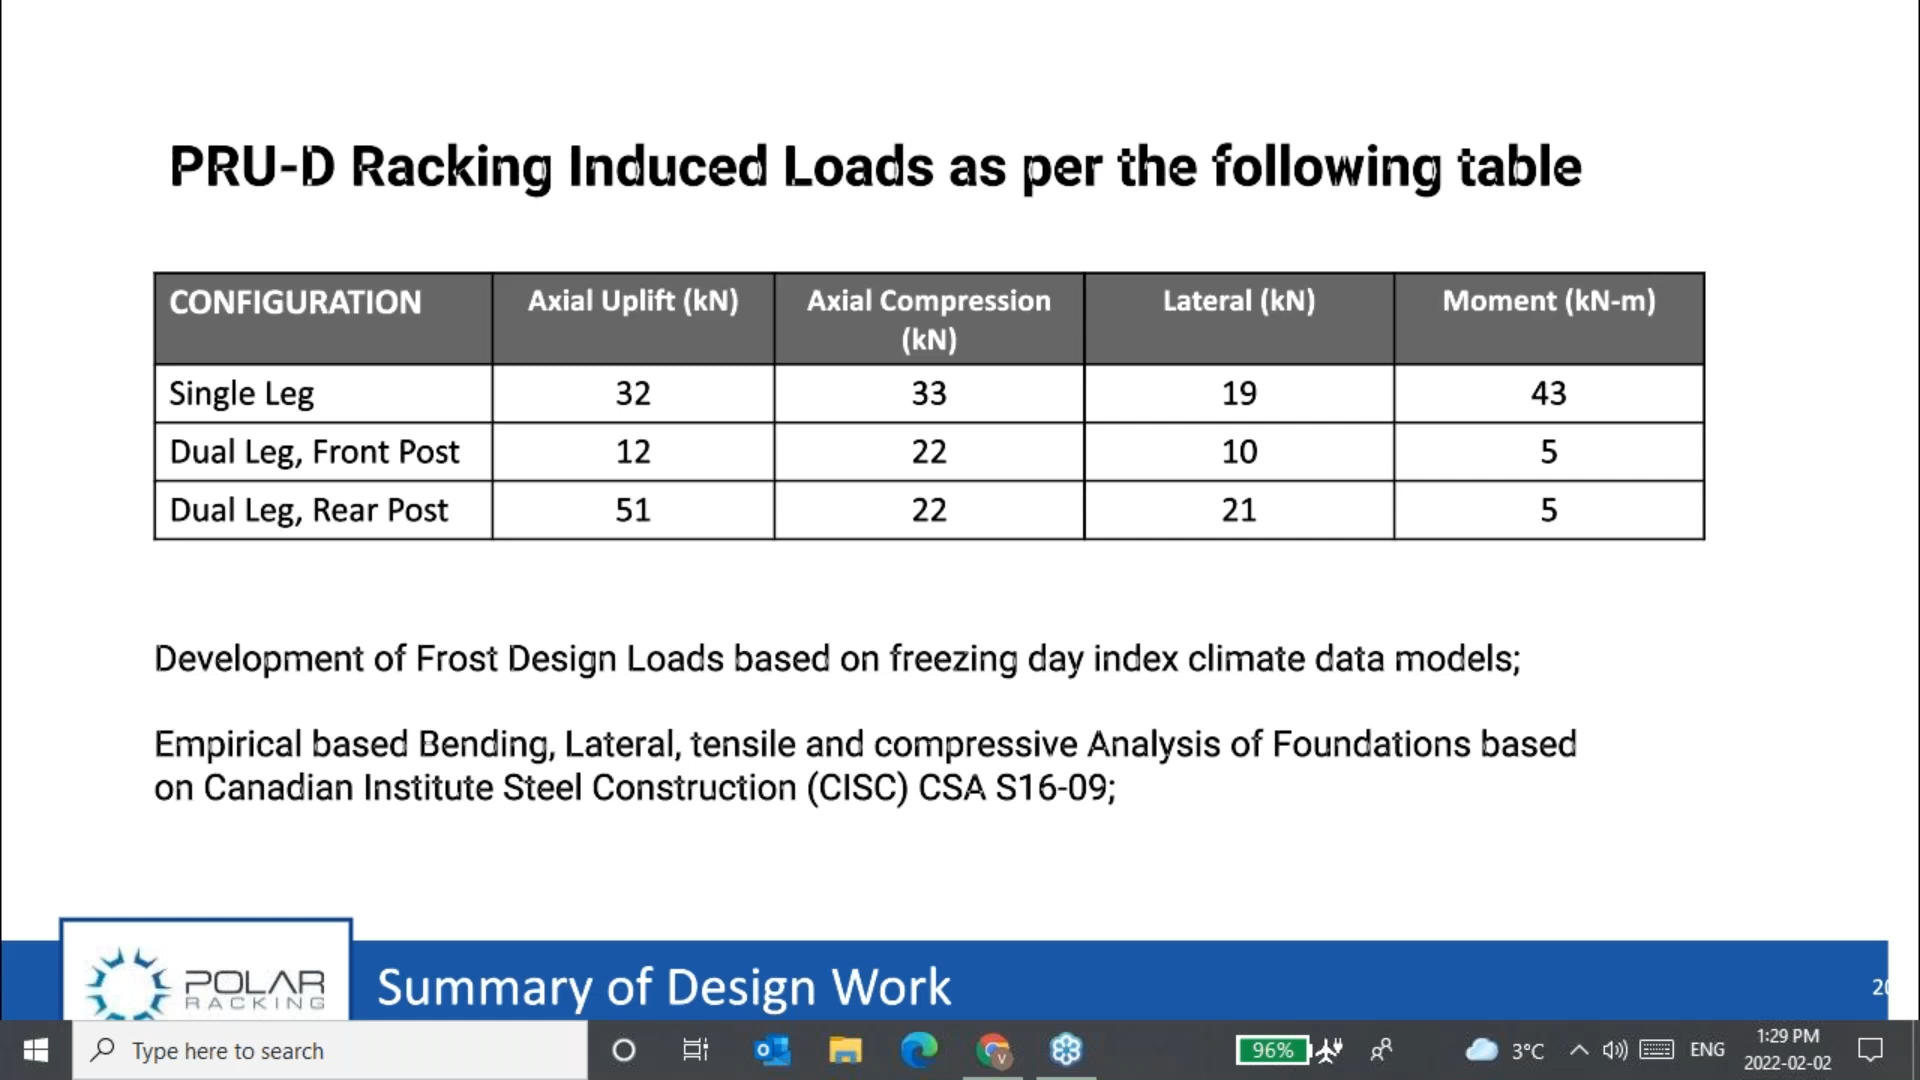 PRU-D Racking Induced Loads as per the following table
CONFIGURATION Axial Uplift (kN) Axial Compression (kN) Lateral (kN) Moment (kN-m)
Single Leg 32 33 19 43
Dual Leg, Front Post 12 22 10 5
Dual Leg, Rear Post 51 22 21 5
Development of Frost Design Loads based on freezing day index climate data models;
Empirical based Bending, Lateral, tensile and compressive Analysis of Foundations based
on Canadian Institute Steel Construction (CISC) CSA S16-09;
POLAR
RACKING
Summary of Design Work
Type here to search
96%
3°C
ENG
1:29 PM
2022-02-02